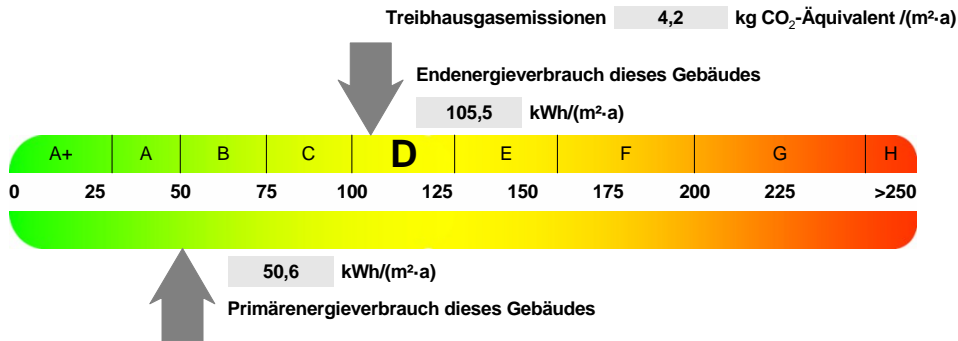 Treibhausgasemissionen 4,2 kg CO₂-Äquivalent /(m²·a)
Endenergieverbrauch dieses Gebäudes
105,5 kWh/(m²·a)
A+ A B C D E F G H
0 25 50 75 100 125 150 175 200 225 >250
50,6 kWh/(m²·a)
Primärenergieverbrauch dieses Gebäudes